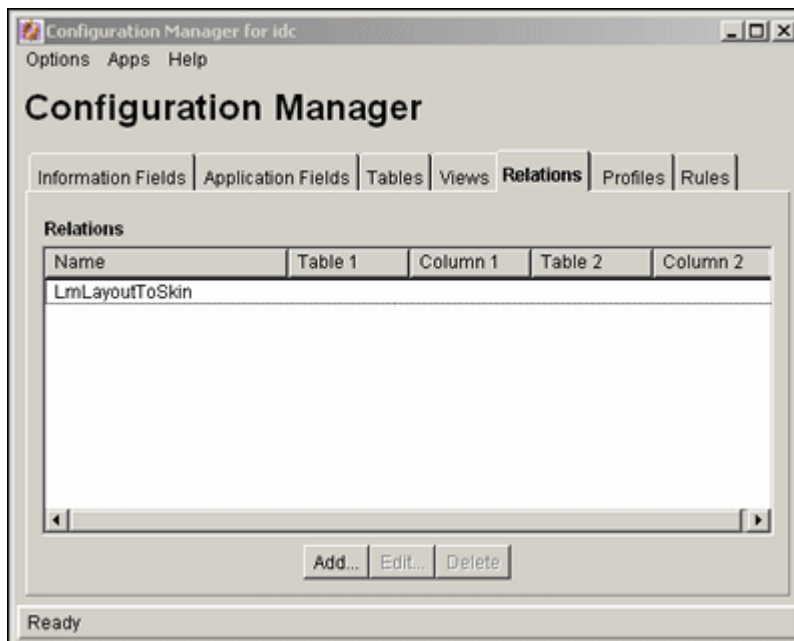 Configuration Manager for idc
Options Apps Help
Configuration Manager
Information Fields Application Fields Tables Views Relations Profiles Rules
Relations
Name Table 1 Column 1 Table 2 Column 2
LmLayoutToSkin
Add... Edit... Delete
Ready